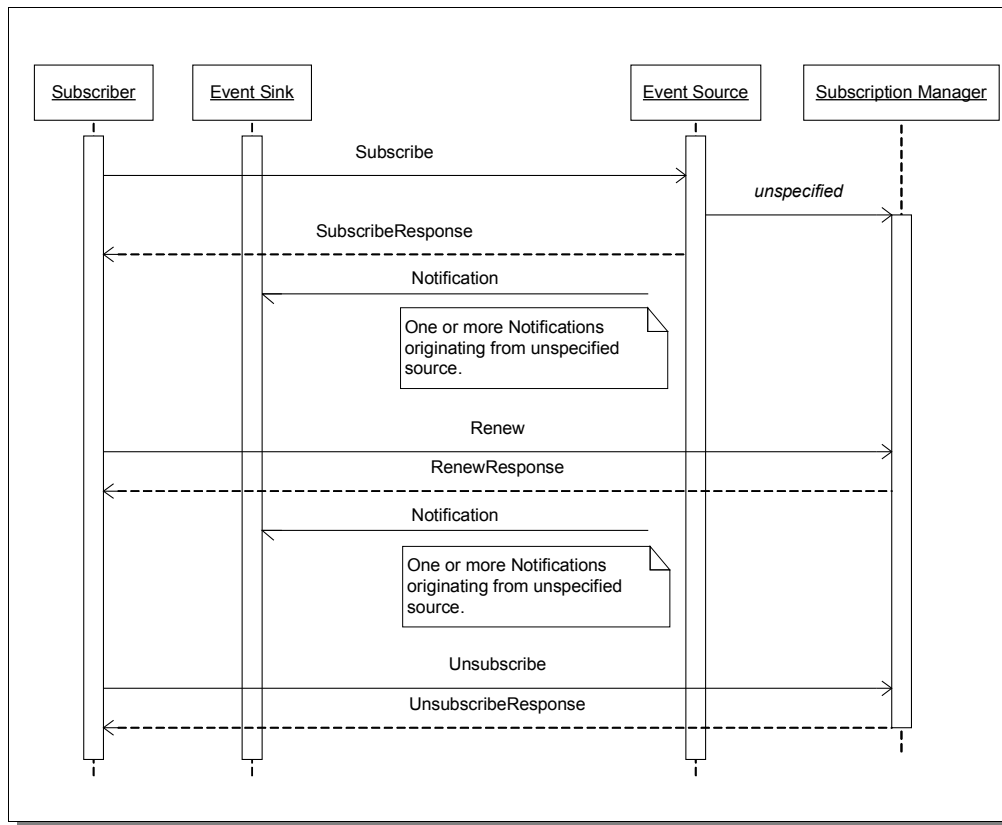 Subscriber
Event Sink
Event Source
Subscription Manager
Subscribe
unspecified
SubscribeResponse
Notification
One or more Notifications
originating from unspecified
source.
Renew
RenewResponse
Notification
One or more Notifications
originating from unspecified
source.
Unsubscribe
UnsubscribeResponse